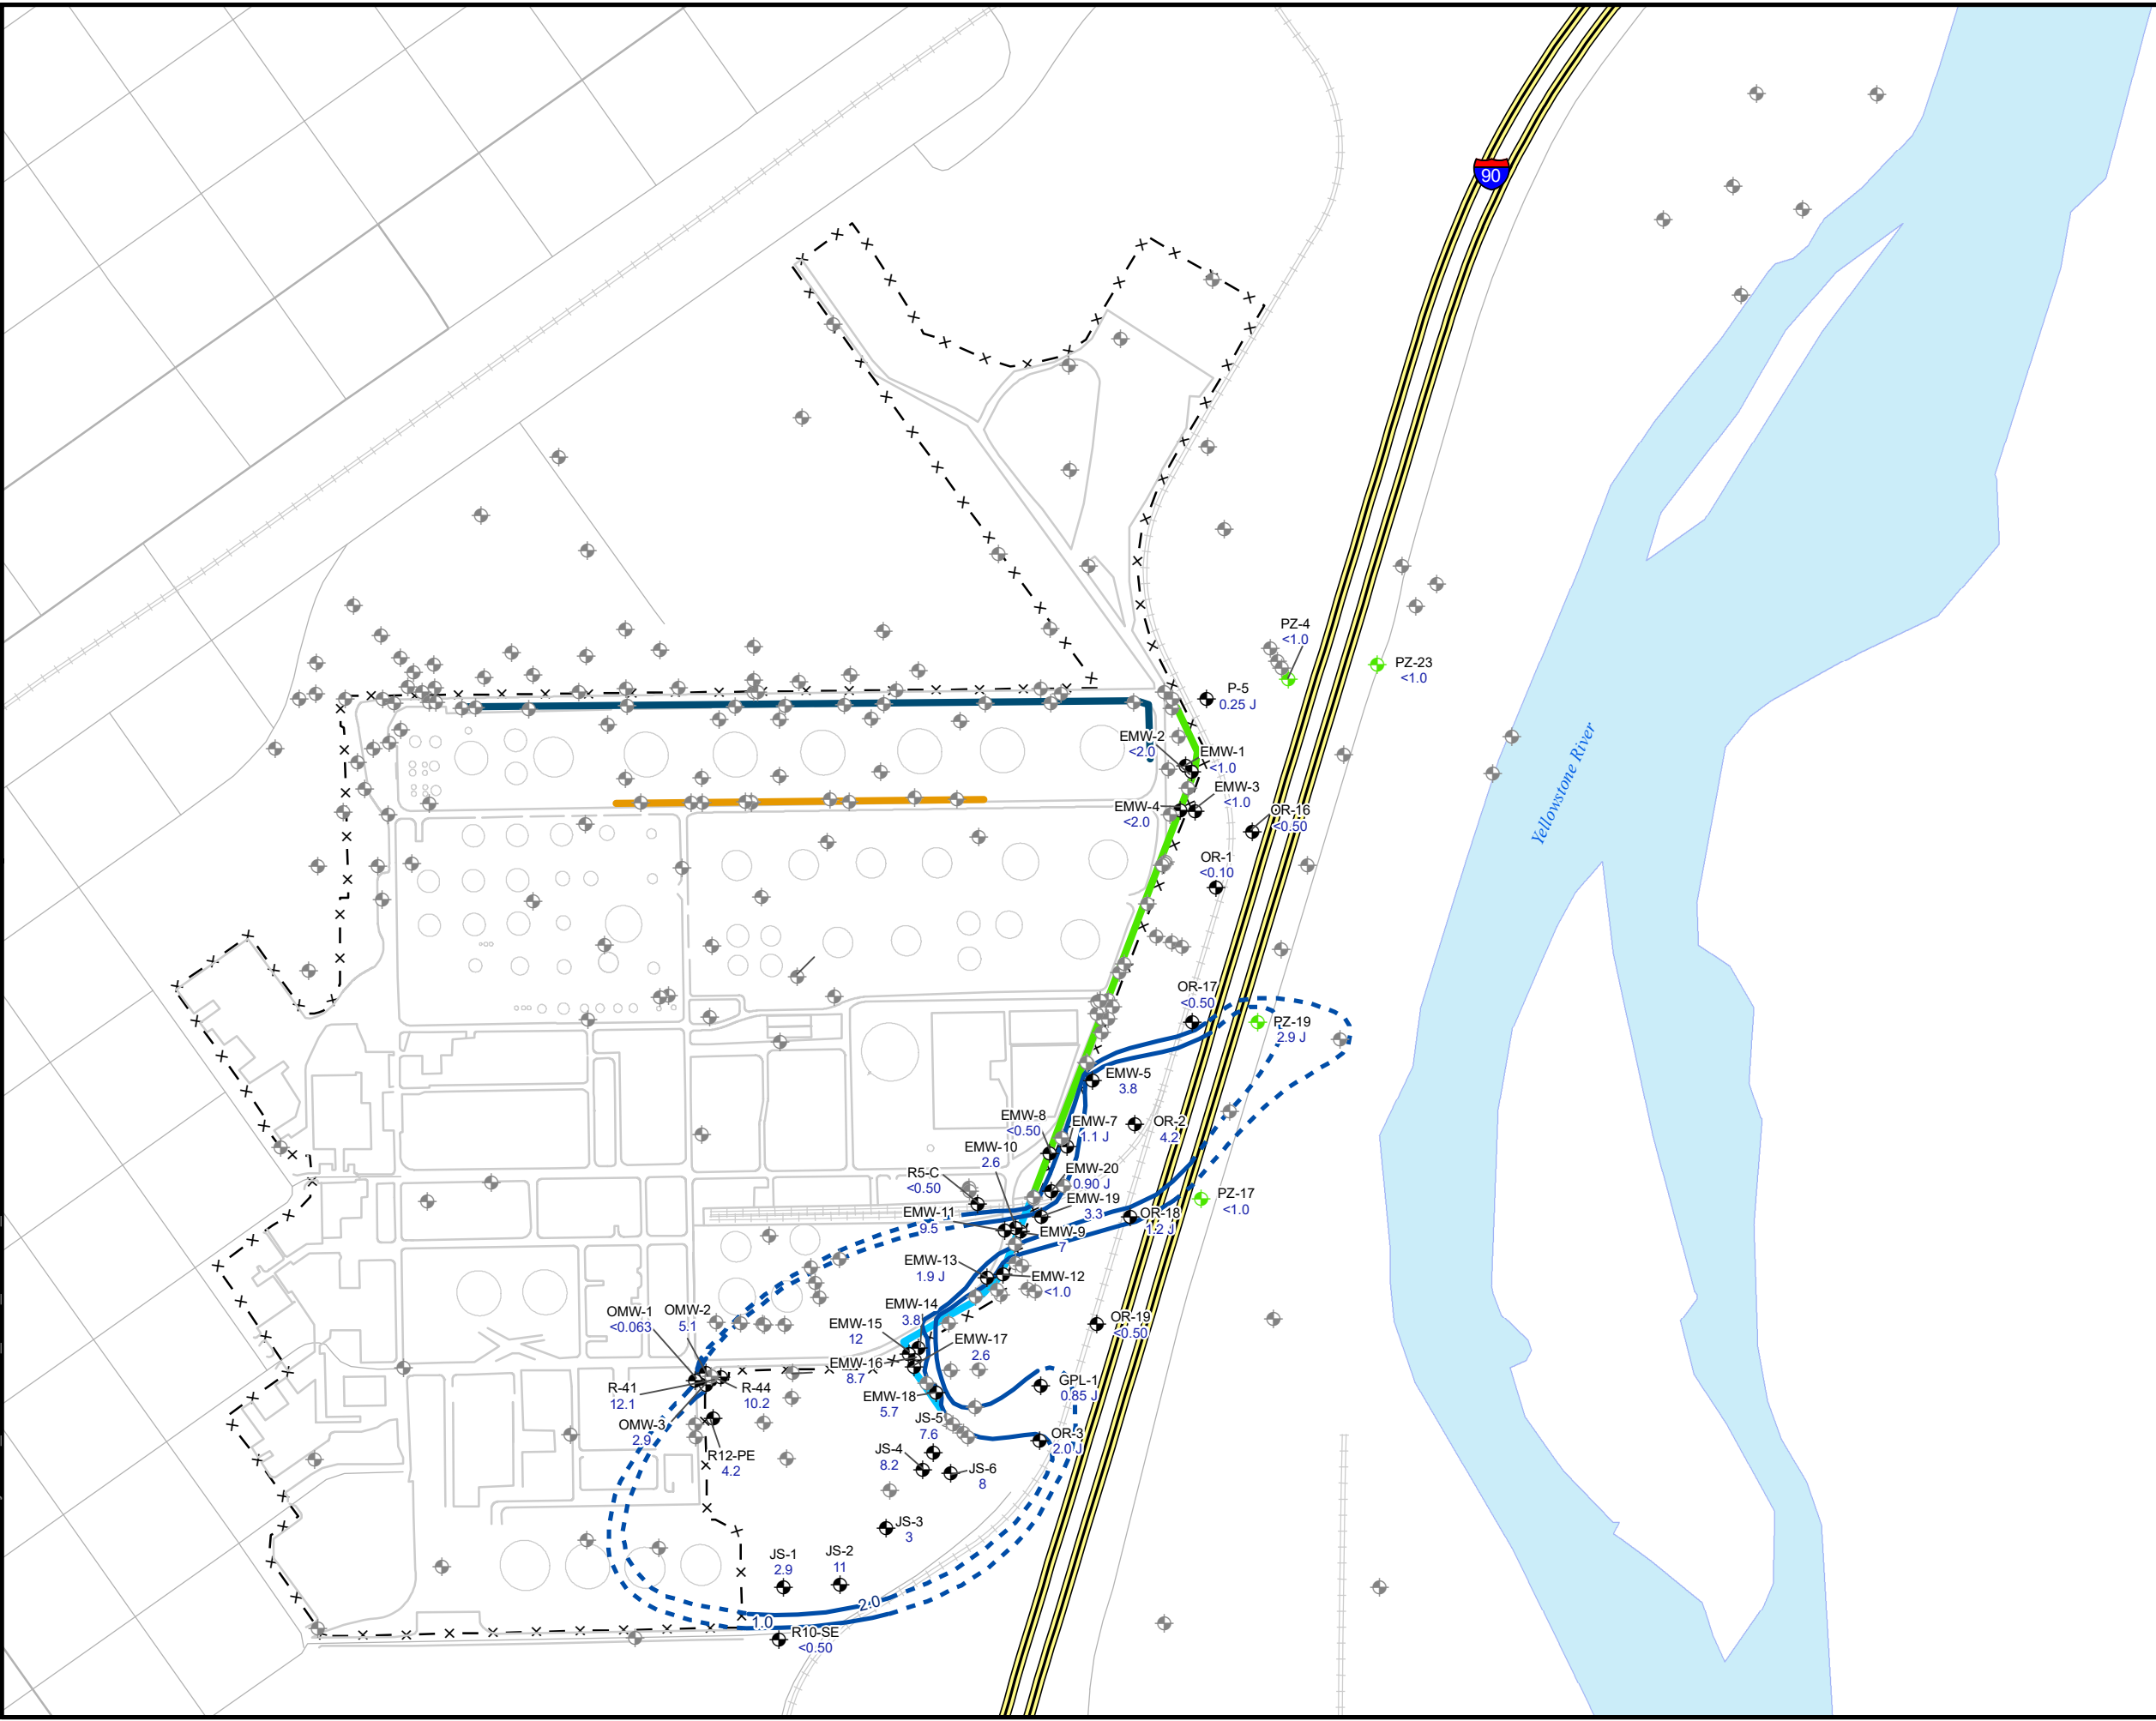 90
PZ-4
<1.0
PZ-23
<1.0
P-5
0.25 J
EMW-2
<2.0
EMW-1
<1.0
EMW-3
<1.0
EMW-4
<2.0
OR-16
<0.50
Yellowstone River
OR-1
<0.10
OR-17
<0.50
PZ-19
2.9 J
EMW-5
3.8
EMW-8
<0.50
EMW-7
1.1 J
OR-2
4.2
EMW-10
2.6
R5-C
<0.50
EMW-20
0.90 J
EMW-19
3.3
PZ-17
<1.0
EMW-11
9.5
OR-18
1.2 J
EMW-9
7
EMW-13
1.9 J
EMW-12
<1.0
EMW-14
3.8
OMW-1
<0.063
OMW-2
5.1
EMW-15
12
OR-19
<0.50
EMW-17
2.6
EMW-16
8.7
R-41
12.1
R-44
10.2
GPL-1
0.85 J
EMW-18
5.7
OMW-3
2.9
JS-5
7.6
OR-3
2.0 J
R12-PE
4.2
JS-4
8.2
JS-6
8
JS-3
3
JS-1
2.9
JS-2
11
2.0
1.0
R10-SE
<0.50